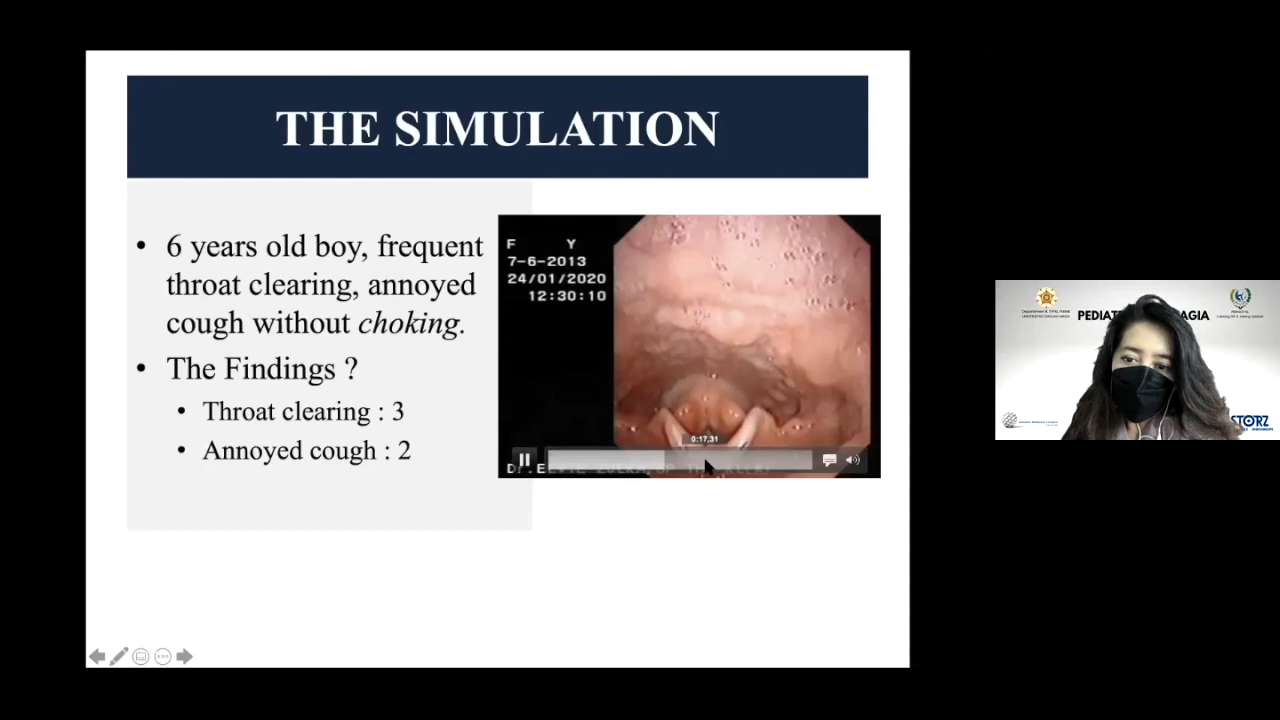 THE SIMULATION
• 6 years old boy, frequent
throat clearing, annoyed
cough without choking.
• The Findings ?
• Throat clearing : 3
• Annoyed cough : 2
F Y
7-6-2013
24/01/2020
12:30:10
0:17,31
PEDIAT
AGIA
STORZ